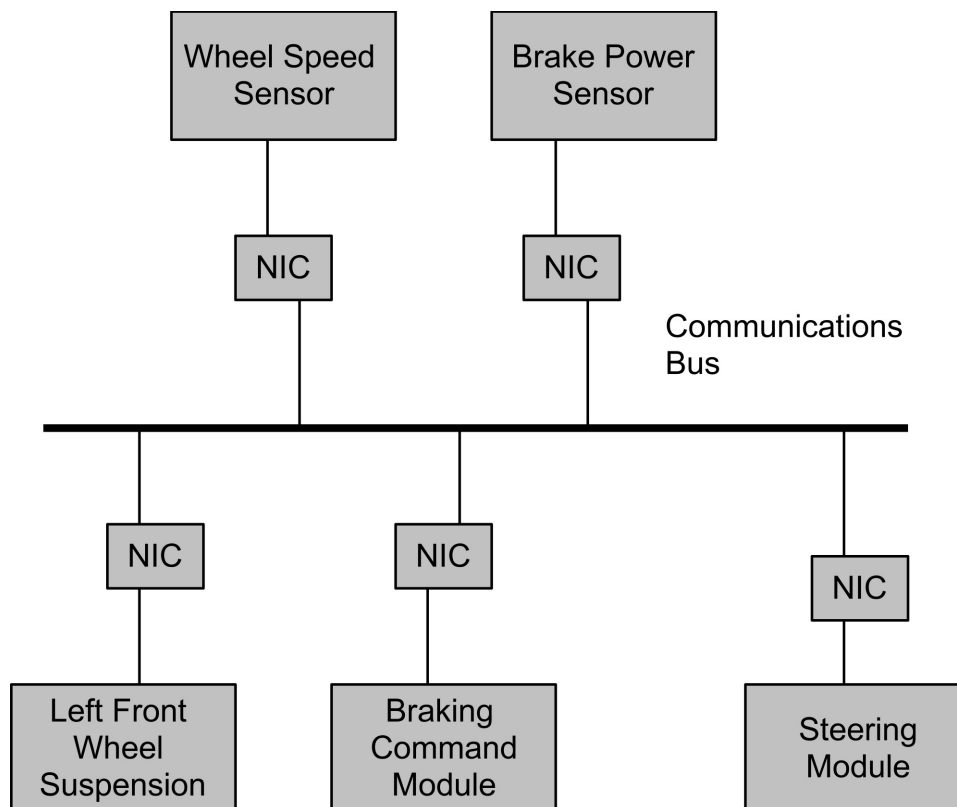 Wheel Speed
Sensor
Brake Power
Sensor
NIC
NIC
Communications
Bus
NIC
NIC
NIC
Left Front
Wheel
Suspension
Braking
Command
Module
Steering
Module